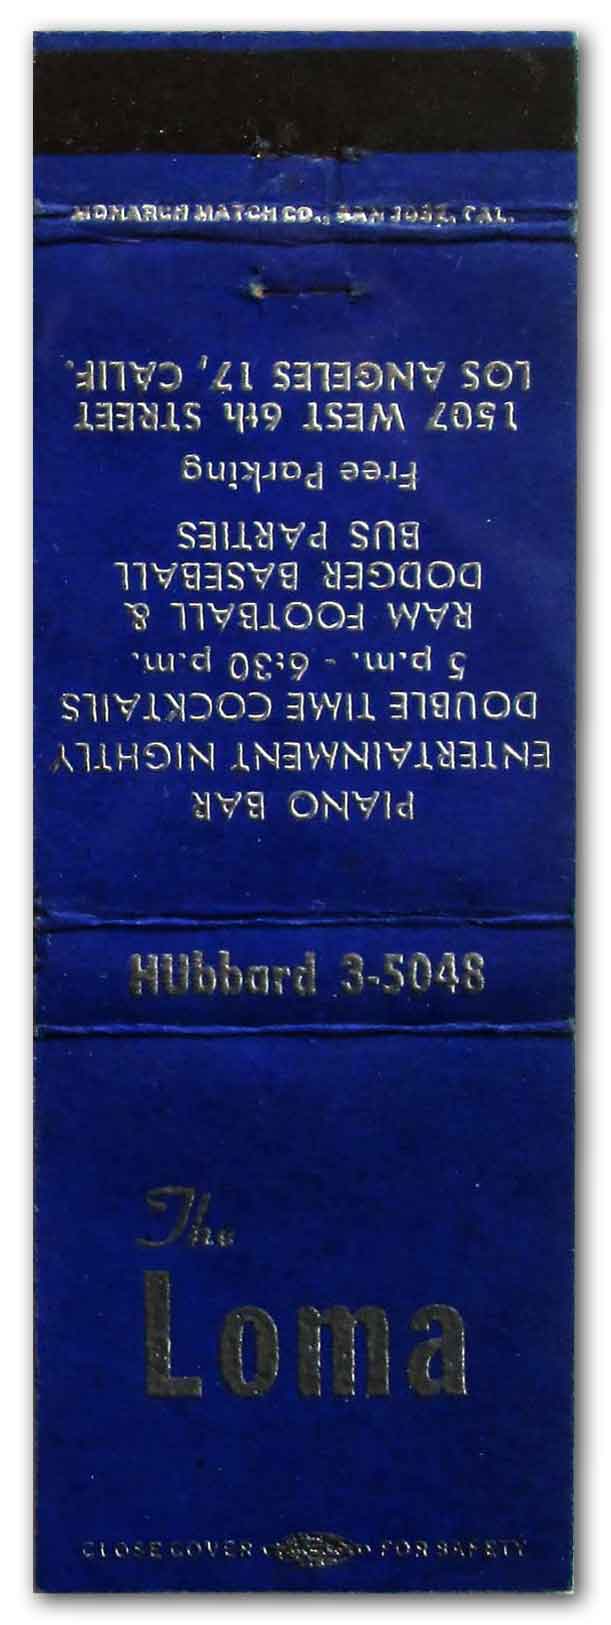 MONARCH MATCH CO., SAN JOSE, CAL.
PIANO BAR
ENTERTAINMENT NIGHTLY
DOUBLE TIME COCKTAILS
5 p.m. - 6:30 p.m.
RAM FOOTBALL &
DODGER BASEBALL
BUS PARTIES
Free Parking
1507 WEST 6th STREET
LOS ANGELES 17, CALIF.
HUbbard 3-5048
The
Loma
CLOSE COVER FOR SAFETY